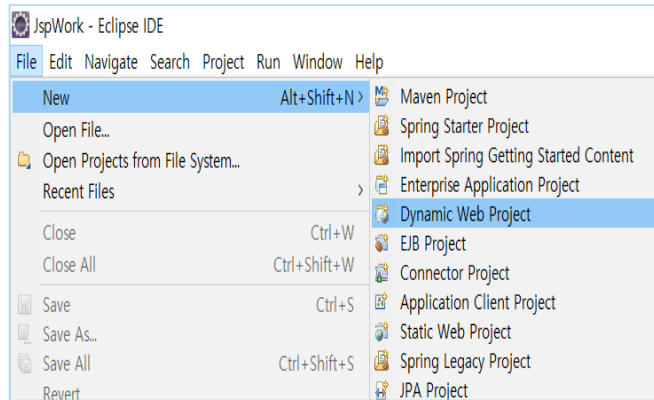 JspWork - Eclipse IDE
File Edit Navigate Search Project Run Window Help
New Alt+Shift+N >
Open File...
Open Projects from File System...
Recent Files >
Close Ctrl+W
Close All Ctrl+Shift+W
Save Ctrl+S
Save As...
Save All Ctrl+Shift+S
Revert
Maven Project
Spring Starter Project
Import Spring Getting Started Content
Enterprise Application Project
Dynamic Web Project
EJB Project
Connector Project
Application Client Project
Static Web Project
Spring Legacy Project
JPA Project